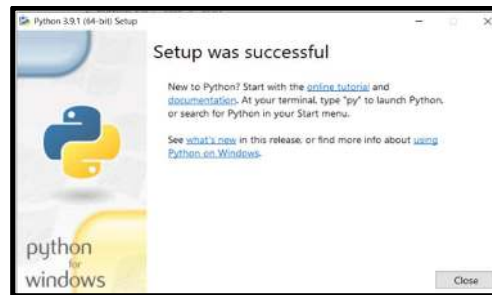 Python 3.9.1 (64-bit) Setup
Setup was successful
New to Python? Start with the online tutorial and
documentation. At your terminal, type "py" to launch Python,
or search for Python in your Start menu.
See what's new in this release, or find more info about using
Python on Windows.
python
for
windows
Close